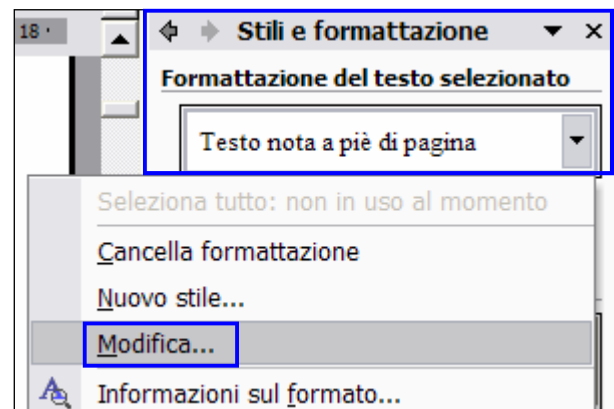 18 ·
Stili e formattazione
Formattazione del testo selezionato
Testo nota a piè di pagina
Seleziona tutto: non in uso al momento
Cancella formattazione
Nuovo stile...
Modifica...
Informazioni sul formato...